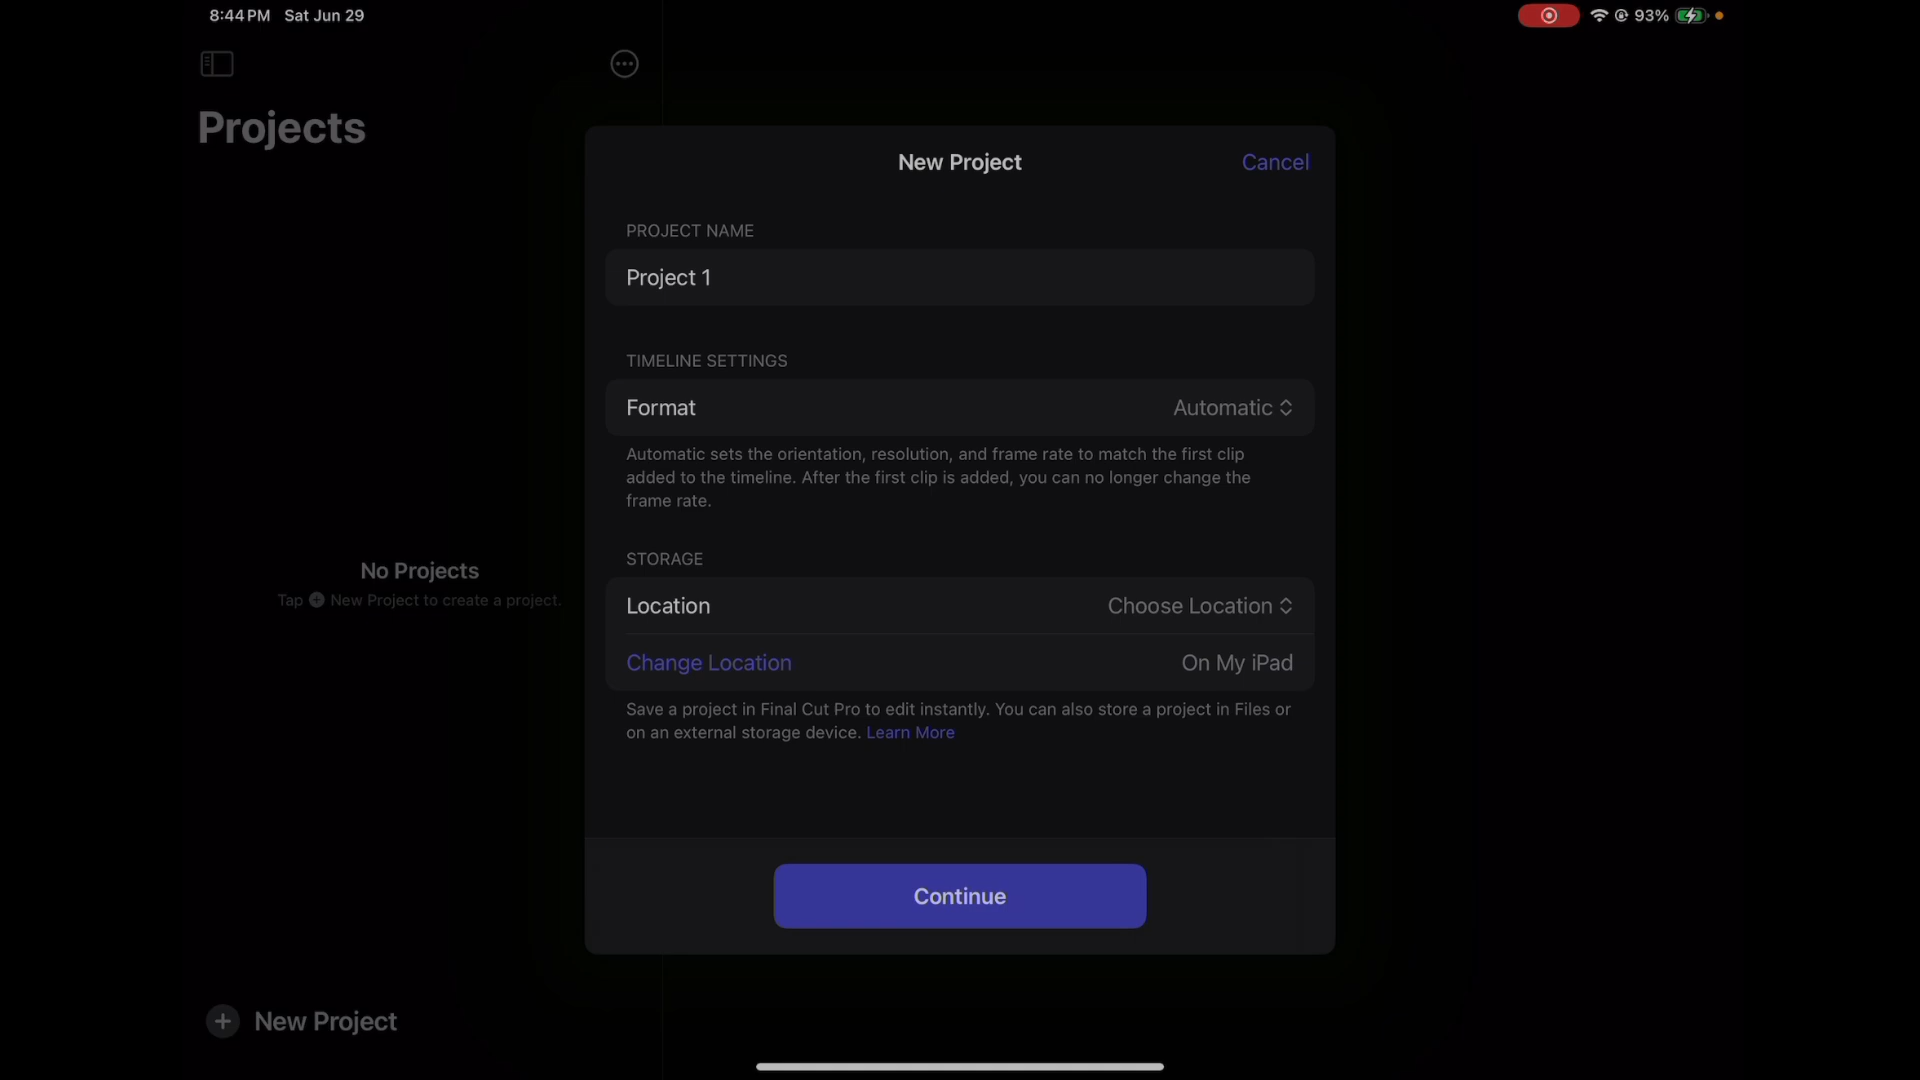 8:44 PM Sat Jun 29
93%
Projects
New Project
Cancel
PROJECT NAME
Project 1
TIMELINE SETTINGS
Format
Automatic
Automatic sets the orientation, resolution, and frame rate to match the first clip
added to the timeline. After the first clip is added, you can no longer change the
frame rate.
STORAGE
Location
Choose Location
Change Location
On My iPad
Save a project in Final Cut Pro to edit instantly. You can also store a project in Files or
on an external storage device. Learn More
Continue
No Projects
Tap + New Project to create a project.
+ New Project